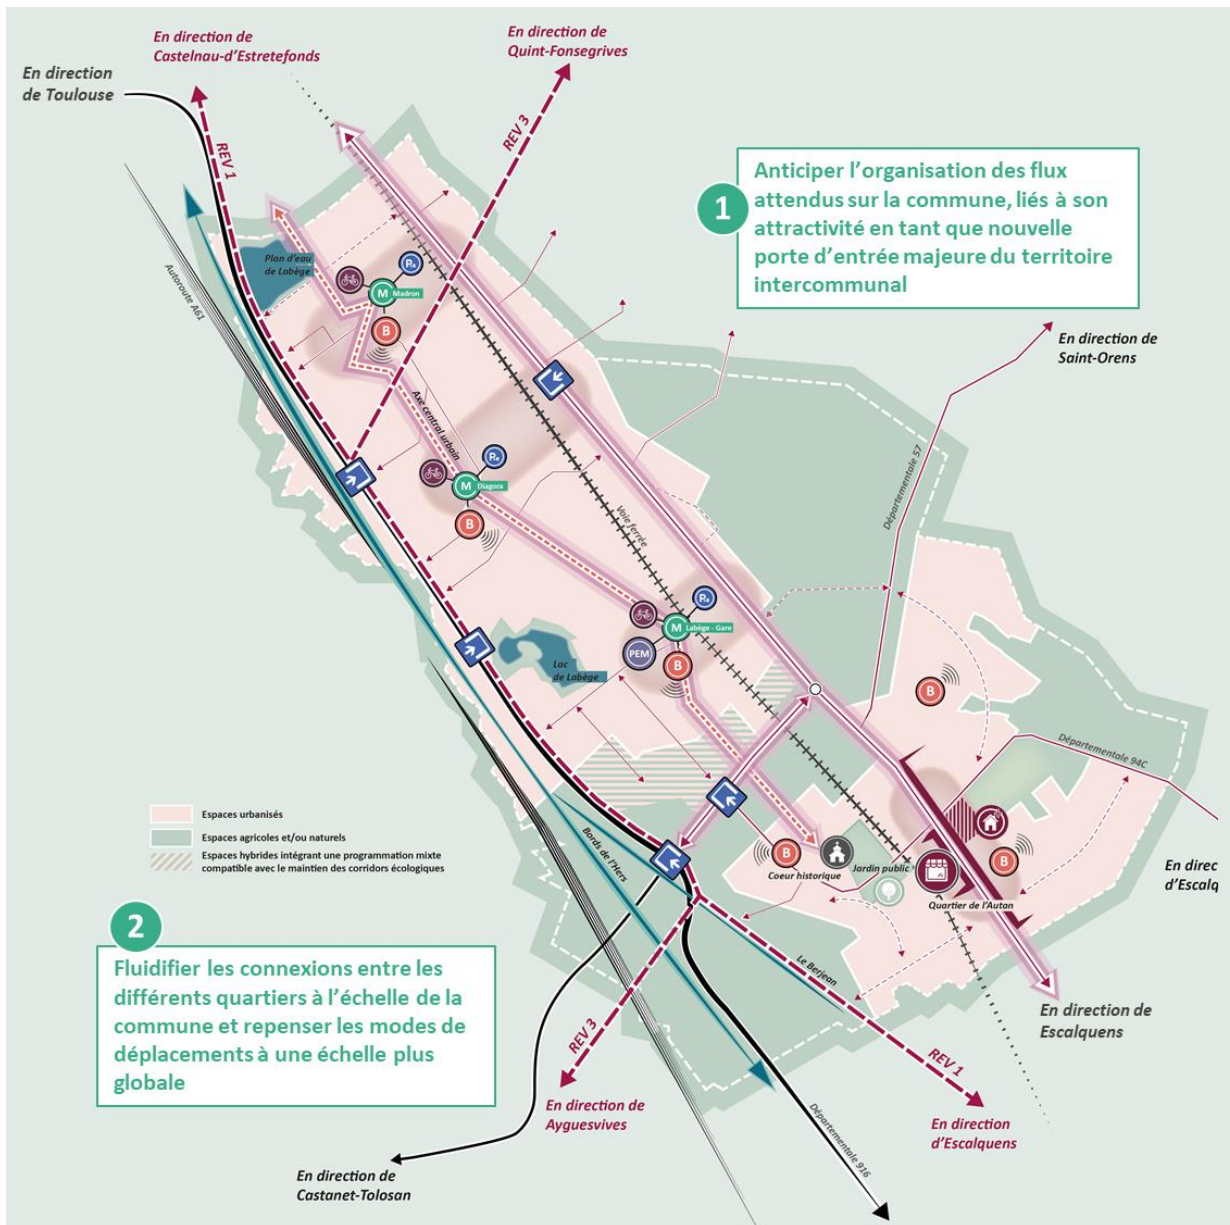 En direction de
Castelnau-d'Estretefonds
En direction de
Quint-Fonsegrives
En direction
de Toulouse
REV 1
REV 3
1
Anticiper l'organisation des flux
attendus sur la commune, liés à son
attractivité en tant que nouvelle
porte d'entrée majeure du territoire
intercommunal
Plan d'eau
de Labège
Autoroute A61
M
Madron
B
En direction de
Saint-Orens
Axe central urbain
M
Diagora
B
Départementale 57
Voie ferrée
M
Labège - Gare
PEM
B
Lac
de Labège
B
Départementale 94C
Espaces urbanisés
Espaces agricoles et/ou naturels
Espaces hybrides intégrant une programmation mixte
compatible avec le maintien des corridors écologiques
Bords de l'Hers
B
Coeur historique
Jardin public
B
Quartier de l'Autan
En direc
d'Escalq
2
Fluidifier les connexions entre les
différents quartiers à l'échelle de la
commune et repenser les modes de
déplacements à une échelle plus
globale
Le Berjean
En direction de
Escalquens
REV 3
REV 1
En direction de
Ayguesvives
En direction
d'Escalquens
Départementale 916
En direction de
Castanet-Tolosan